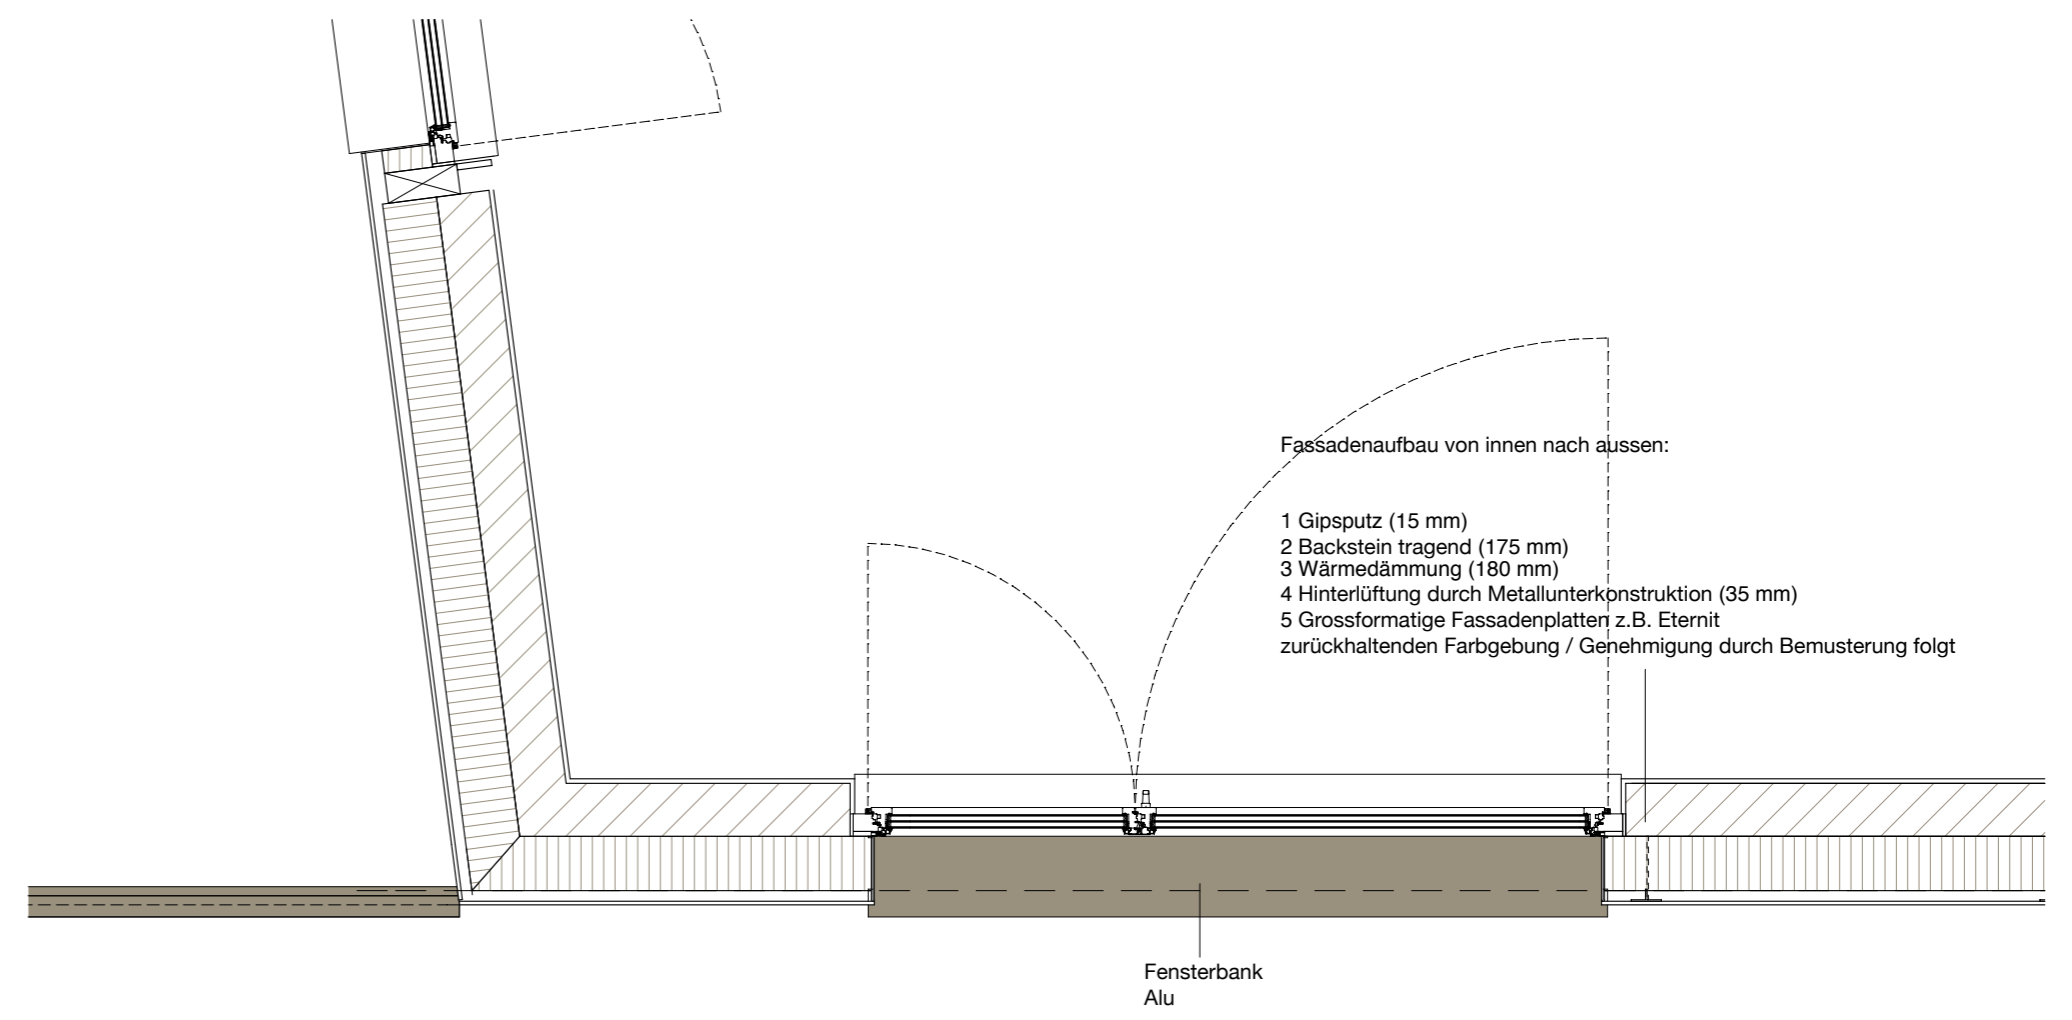 Fassadenaufbau von innen nach aussen:
1 Gipsputz (15 mm)
2 Backstein tragend (175 mm)
3 Wärmedämmung (180 mm)
4 Hinterlüftung durch Metallunterkonstruktion (35 mm)
5 Grossformatige Fassadenplatten z.B. Eternit
zurückhaltenden Farbgebung / Genehmigung durch Bemusterung folgt
Fensterbank
Alu